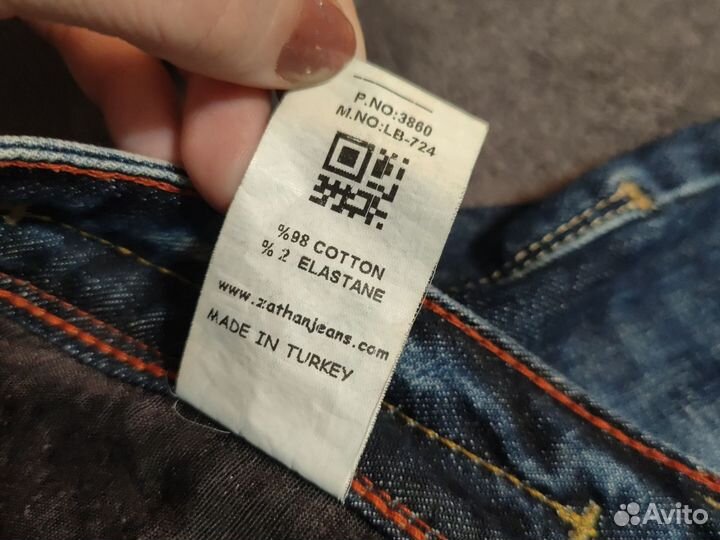 P.NO:3860
M.NO:LB-724
%98 COTTON
% 2 ELASTANE
www.zathanjeans.com
MADE IN TURKEY
Avito